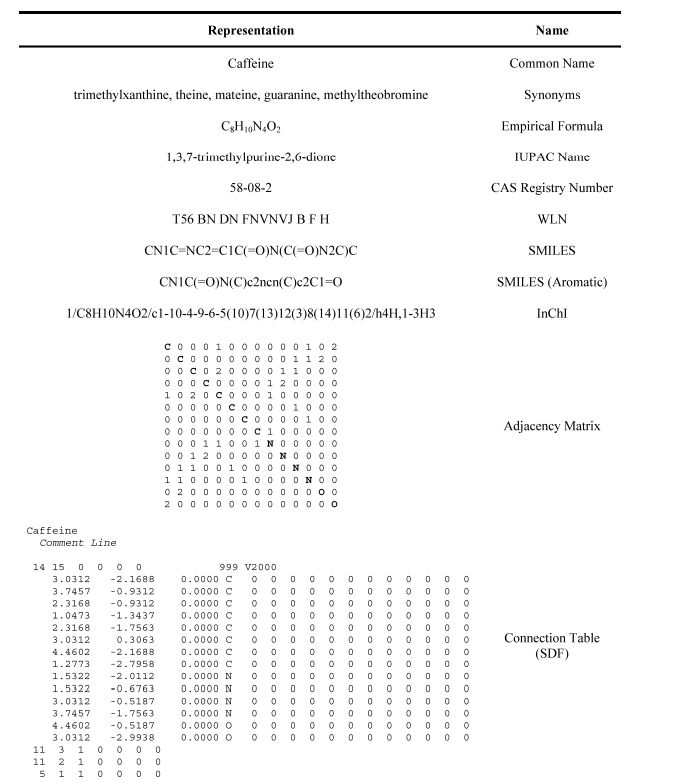 Representation Name
Caffeine Common Name
trimethylxanthine, theine, mateine, guaranine, methyltheobromine Synonyms
C₈H₁₀N₄O₂ Empirical Formula
1,3,7-trimethylpurine-2,6-dione IUPAC Name
58-08-2 CAS Registry Number
T56 BN DN FNVNVJ B F H WLN
CN1C=NC2=C1C(=O)N(C(=O)N2C)C SMILES
CN1C(=O)N(C)c2ncn(C)c2C1=O SMILES (Aromatic)
1/C8H10N4O2/c1-10-4-9-6-5(10)7(13)12(3)8(14)11(6)2/h4H,1-3H3 InChI
C 0 0 0 1 0 0 0 0 0 0 1 0 2
0 C 0 0 0 0 0 0 0 0 1 1 2 0
0 0 C 0 2 0 0 0 0 1 1 0 0 0
0 0 0 C 0 0 0 0 1 2 0 0 0 0
1 0 2 0 C 0 0 0 1 0 0 0 0 0
0 0 0 0 0 C 0 0 0 0 1 0 0 0
0 0 0 0 0 0 C 0 0 0 0 1 0 0
0 0 0 0 0 0 0 C 1 0 0 0 0 0
0 0 0 1 1 0 0 1 N 0 0 0 0 0
0 0 1 2 0 0 0 0 0 N 0 0 0 0
0 1 1 0 0 1 0 0 0 0 N 0 0 0
1 1 0 0 0 0 1 0 0 0 0 N 0 0
0 2 0 0 0 0 0 0 0 0 0 0 O 0
2 0 0 0 0 0 0 0 0 0 0 0 0 O
Adjacency Matrix
Caffeine
Comment Line
14 15 0 0 0 0 999 V2000
3.0312 -2.1688 0.0000 C 0 0 0 0 0 0 0 0 0 0 0 0
3.7457 -0.9312 0.0000 C 0 0 0 0 0 0 0 0 0 0 0 0
2.3168 -0.9312 0.0000 C 0 0 0 0 0 0 0 0 0 0 0 0
1.0473 -1.3437 0.0000 C 0 0 0 0 0 0 0 0 0 0 0 0
2.3168 -1.7563 0.0000 C 0 0 0 0 0 0 0 0 0 0 0 0
3.0312 0.3063 0.0000 C 0 0 0 0 0 0 0 0 0 0 0 0
4.4602 -2.1688 0.0000 C 0 0 0 0 0 0 0 0 0 0 0 0
1.2773 -2.7958 0.0000 C 0 0 0 0 0 0 0 0 0 0 0 0
1.5322 -2.0112 0.0000 N 0 0 0 0 0 0 0 0 0 0 0 0
1.5322 -0.6763 0.0000 N 0 0 0 0 0 0 0 0 0 0 0 0
3.0312 -0.5187 0.0000 N 0 0 0 0 0 0 0 0 0 0 0 0
3.7457 -1.7563 0.0000 N 0 0 0 0 0 0 0 0 0 0 0 0
4.4602 -0.5187 0.0000 O 0 0 0 0 0 0 0 0 0 0 0 0
3.0312 -2.9938 0.0000 O 0 0 0 0 0 0 0 0 0 0 0 0
11 3 1 0 0 0 0
11 2 1 0 0 0 0
5 1 1 0 0 0 0
Connection Table
(SDF)